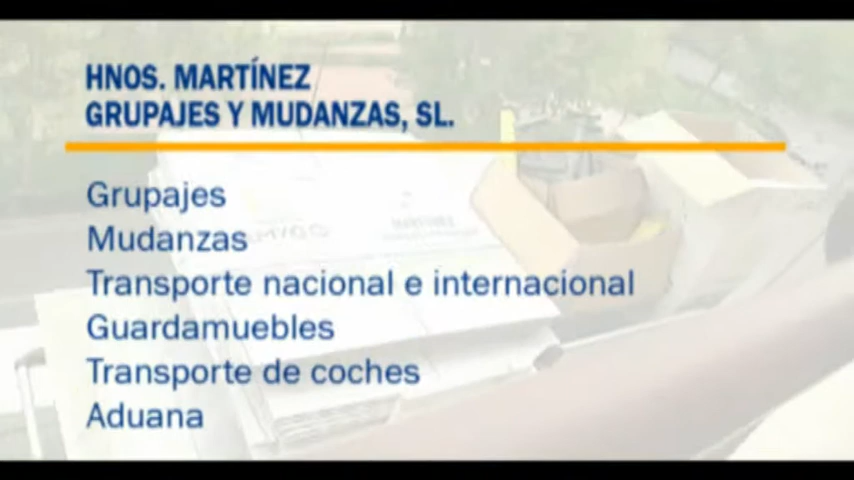 HNOS. MARTÍNEZ
GRUPAJES Y MUDANZAS, SL.
Grupajes
Mudanzas
Transporte nacional e internacional
Guardamuebles
Transporte de coches
Aduana